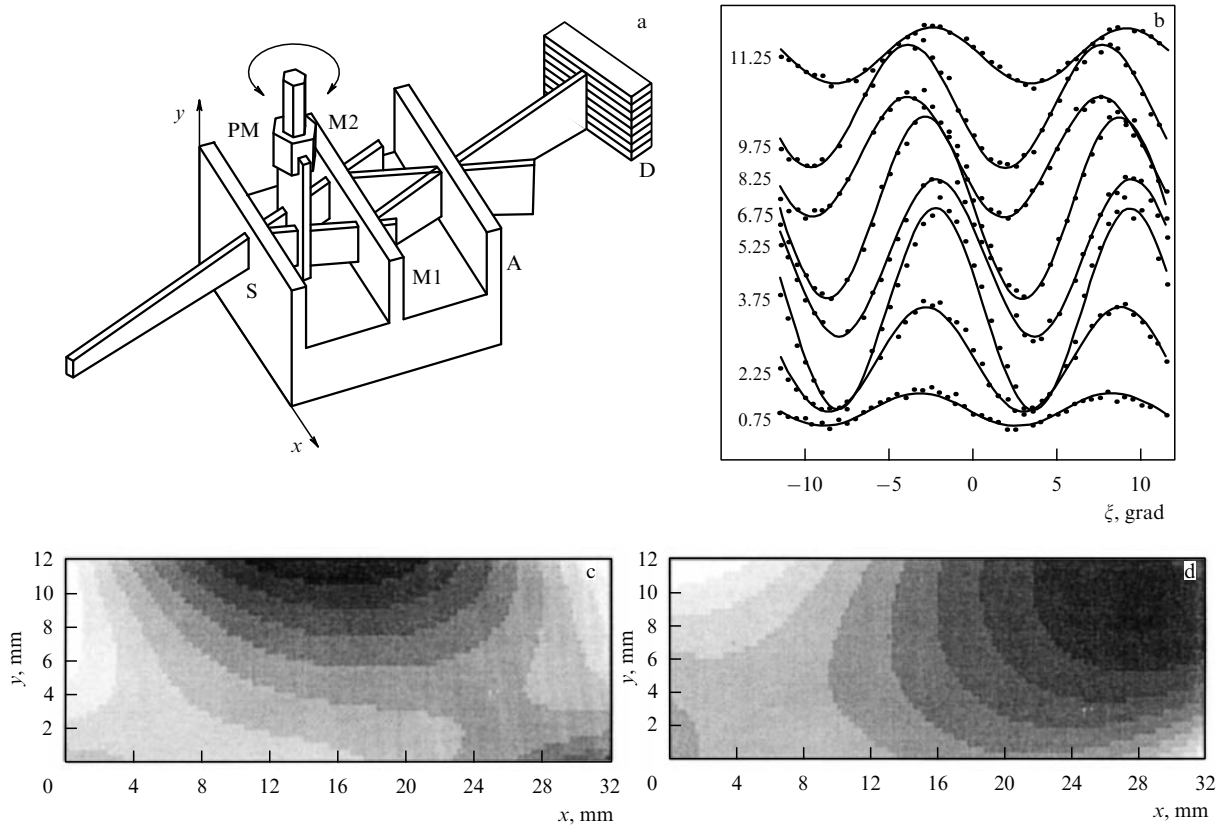 a
y
PM
M2
D
S
M1
A
x
b
11.25
9.75
8.25
6.75
5.25
3.75
2.25
0.75
−10 −5 0 5 10
ξ, grad
c
12
10
8
6
4
2
y, mm
0 4 8 12 16 20 24 28 32
x, mm
d
12
10
8
6
4
2
y, mm
0 4 8 12 16 20 24 28 32
x, mm